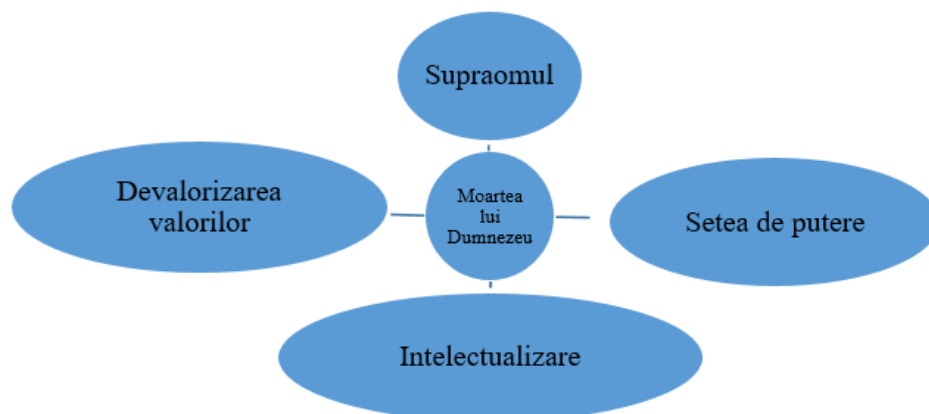 Supraomul
Devalorizarea
valorilor
Moartea
lui
Dumnezeu
Setea de putere
Intelectualizare